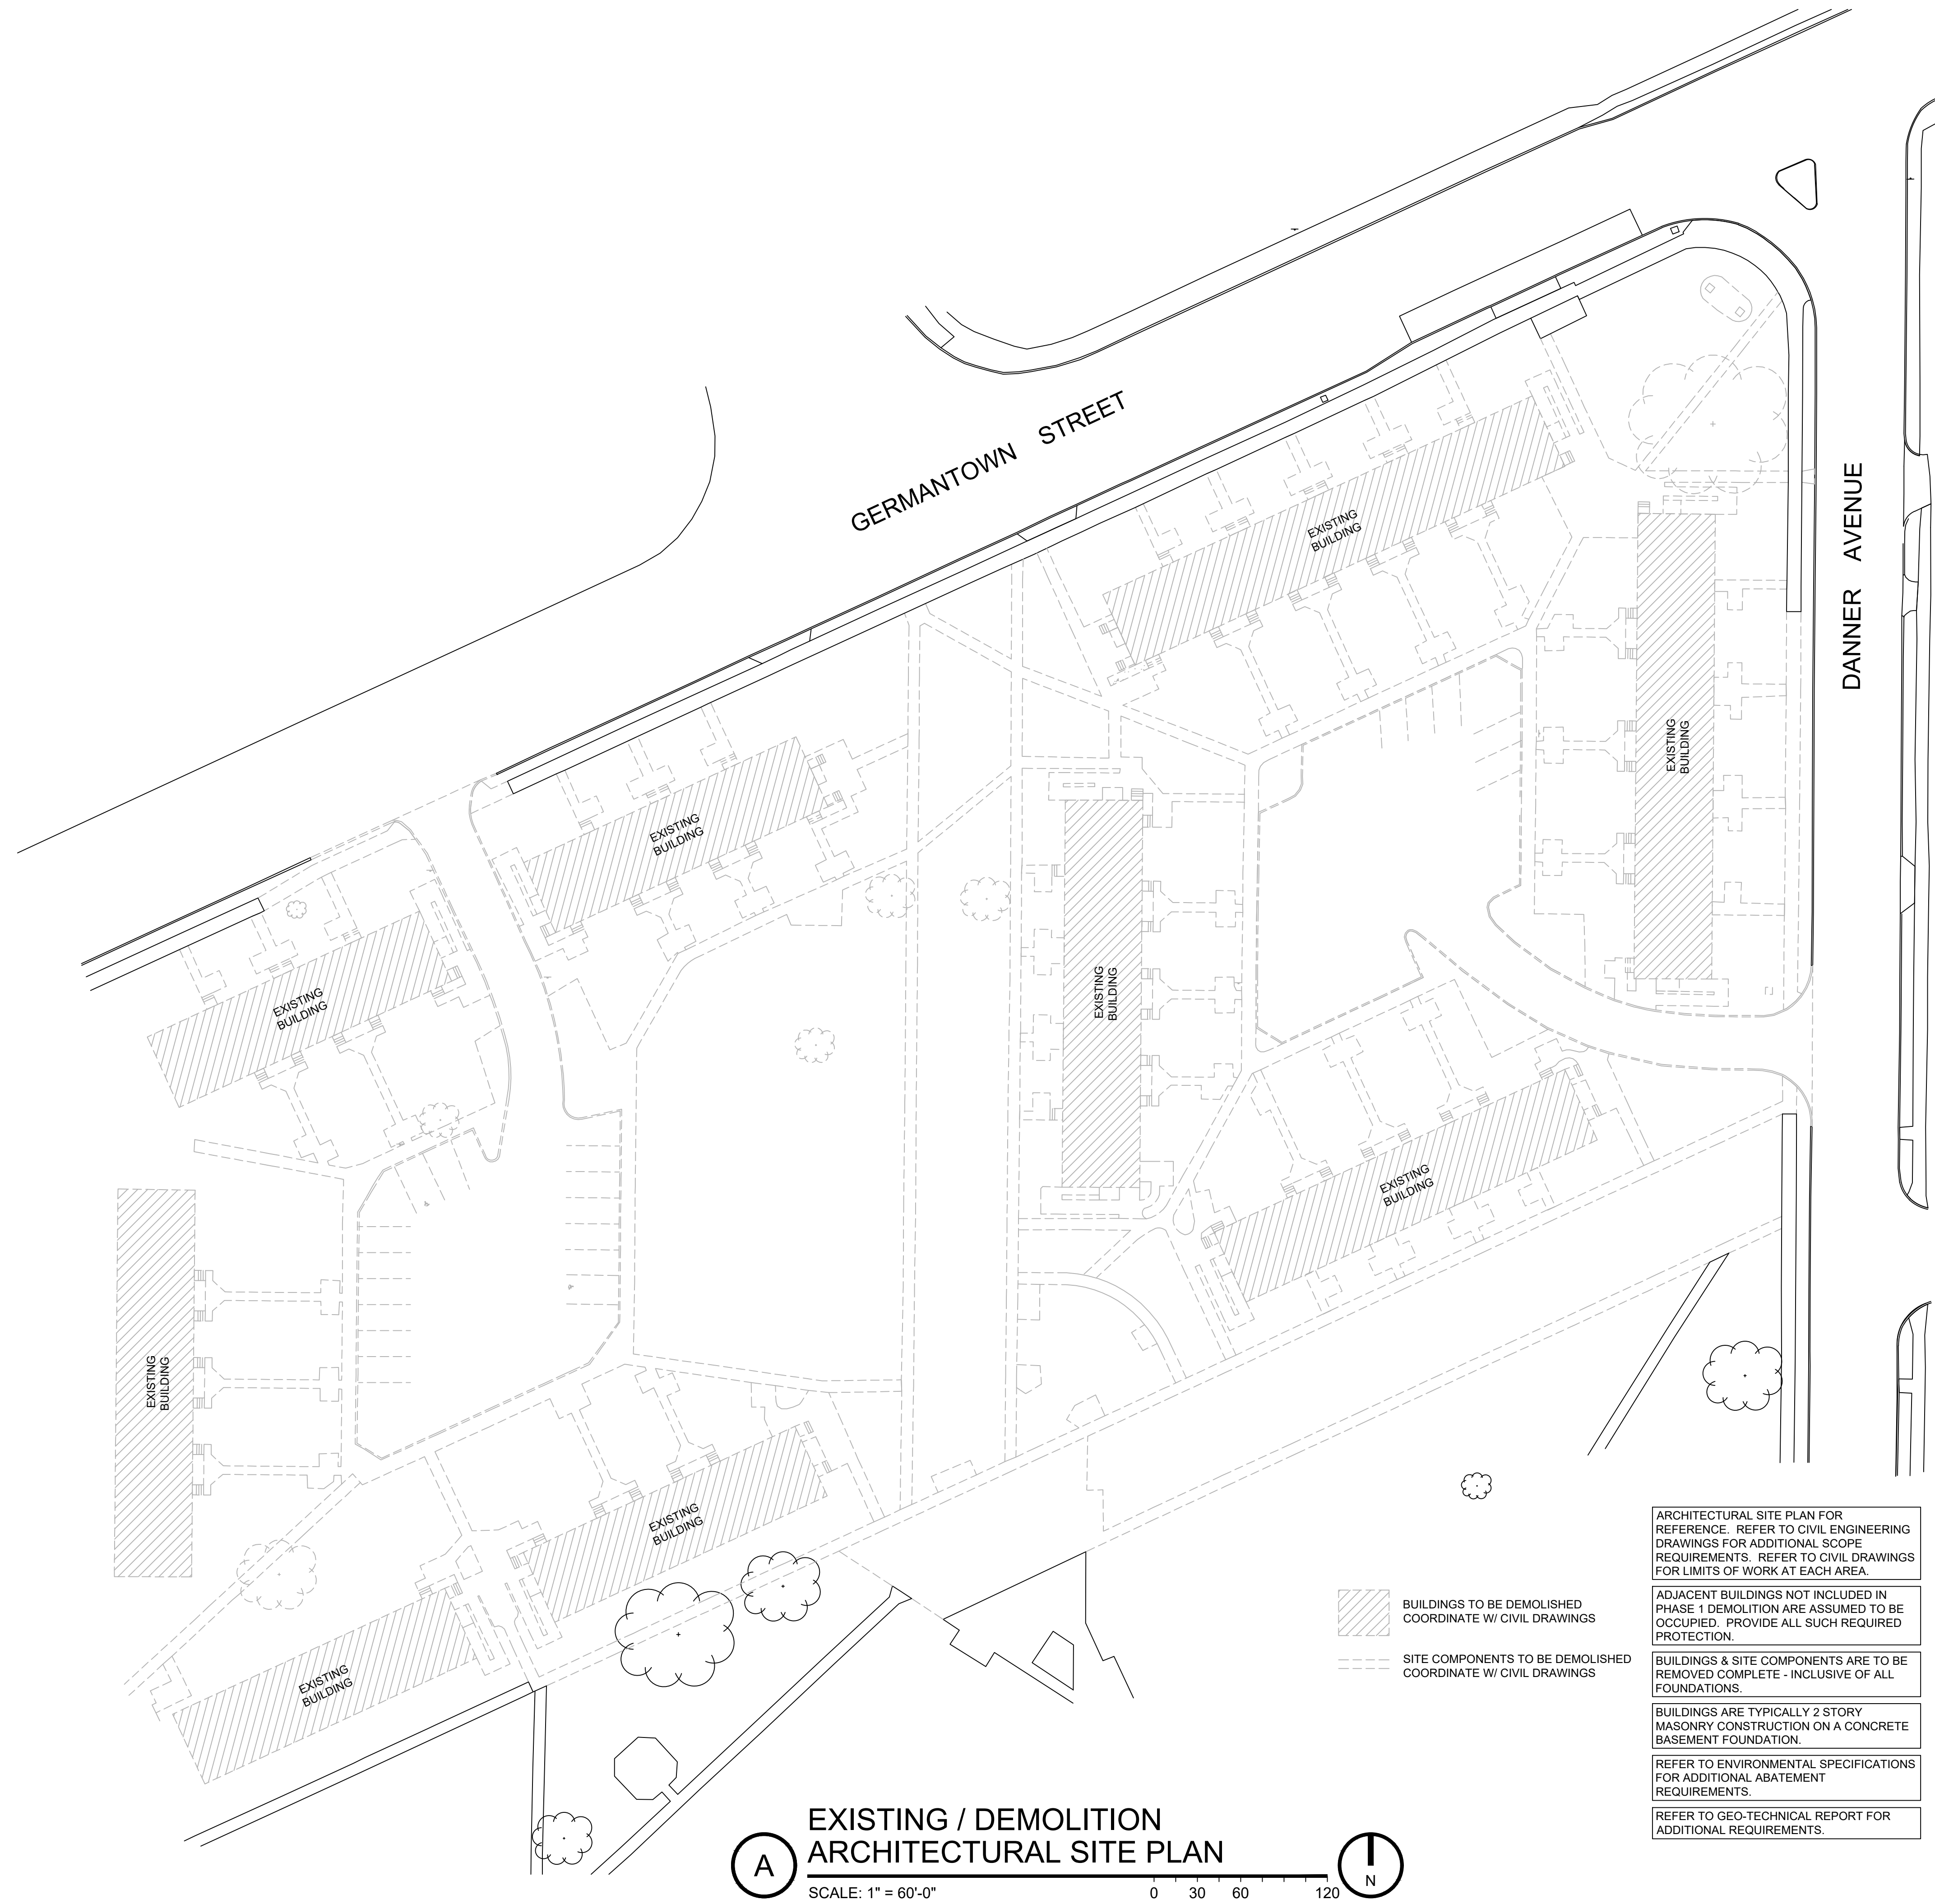 GERMANTOWN STREET
DANNER AVENUE
EXISTING
BUILDING
EXISTING
BUILDING
EXISTING
BUILDING
EXISTING
BUILDING
EXISTING
BUILDING
EXISTING
BUILDING
EXISTING
BUILDING
EXISTING
BUILDING
EXISTING
BUILDING
BUILDINGS TO BE DEMOLISHED
COORDINATE W/ CIVIL DRAWINGS
SITE COMPONENTS TO BE DEMOLISHED
COORDINATE W/ CIVIL DRAWINGS
ARCHITECTURAL SITE PLAN FOR
REFERENCE. REFER TO CIVIL ENGINEERING
DRAWINGS FOR ADDITIONAL SCOPE
REQUIREMENTS. REFER TO CIVIL DRAWINGS
FOR LIMITS OF WORK AT EACH AREA.
ADJACENT BUILDINGS NOT INCLUDED IN
PHASE 1 DEMOLITION ARE ASSUMED TO BE
OCCUPIED. PROVIDE ALL SUCH REQUIRED
PROTECTION.
BUILDINGS & SITE COMPONENTS ARE TO BE
REMOVED COMPLETE - INCLUSIVE OF ALL
FOUNDATIONS.
BUILDINGS ARE TYPICALLY 2 STORY
MASONRY CONSTRUCTION ON A CONCRETE
BASEMENT FOUNDATION.
REFER TO ENVIRONMENTAL SPECIFICATIONS
FOR ADDITIONAL ABATEMENT
REQUIREMENTS.
REFER TO GEO-TECHNICAL REPORT FOR
ADDITIONAL REQUIREMENTS.
A
EXISTING / DEMOLITION
ARCHITECTURAL SITE PLAN
SCALE: 1" = 60'-0"
0 30 60 120
N